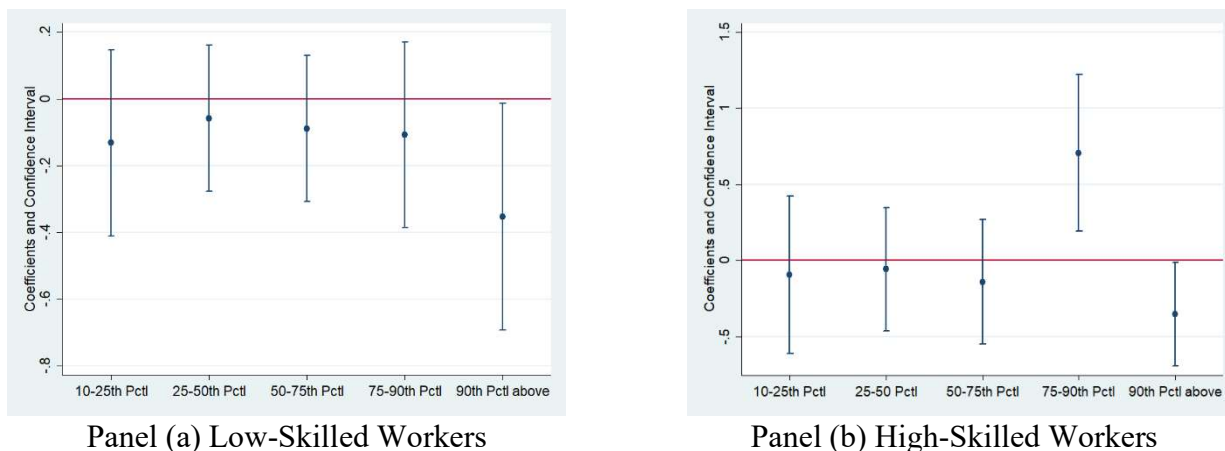 Coefficients and Confidence Interval
.2
0
-.2
-.4
-.6
-.8
10-25th Pctl 25-50th Pctl 50-75th Pctl 75-90th Pctl 90th Pctl above
Panel (a) Low-Skilled Workers
Coefficients and Confidence Interval
1.5
1
.5
0
-.5
10-25th Pctl 25-50 Pctl 50-75th Pctl 75-90th Pctl 90th Pctl above
Panel (b) High-Skilled Workers